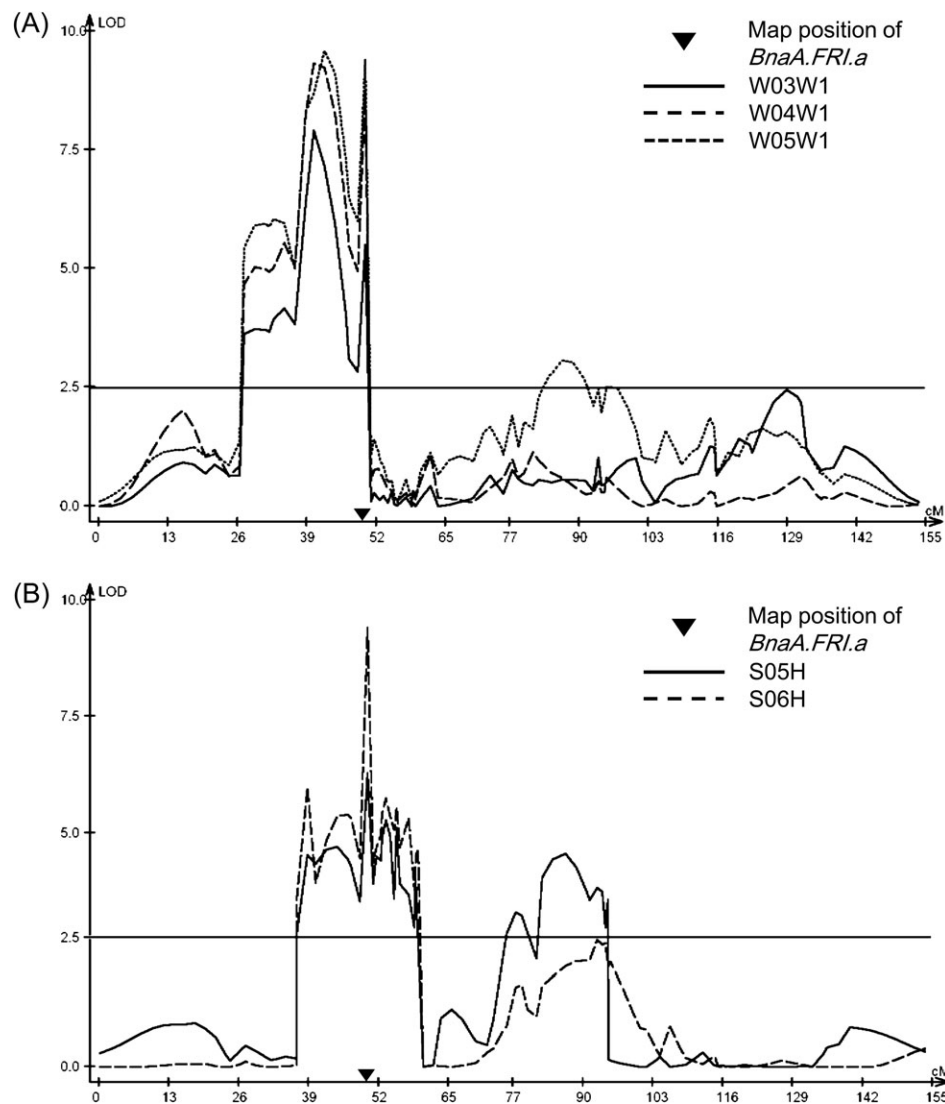 (A)
LOD
10.0
7.5
5.0
2.5
0.0
Map position of
BnaA.FRI.a
W03W1
W04W1
W05W1
cM
0 13 26 39 52 65 77 90 103 116 129 142 155
(B)
LOD
10.0
7.5
5.0
2.5
0.0
Map position of
BnaA.FRI.a
S05H
S06H
cM
0 13 26 39 52 65 77 90 103 116 129 142 155